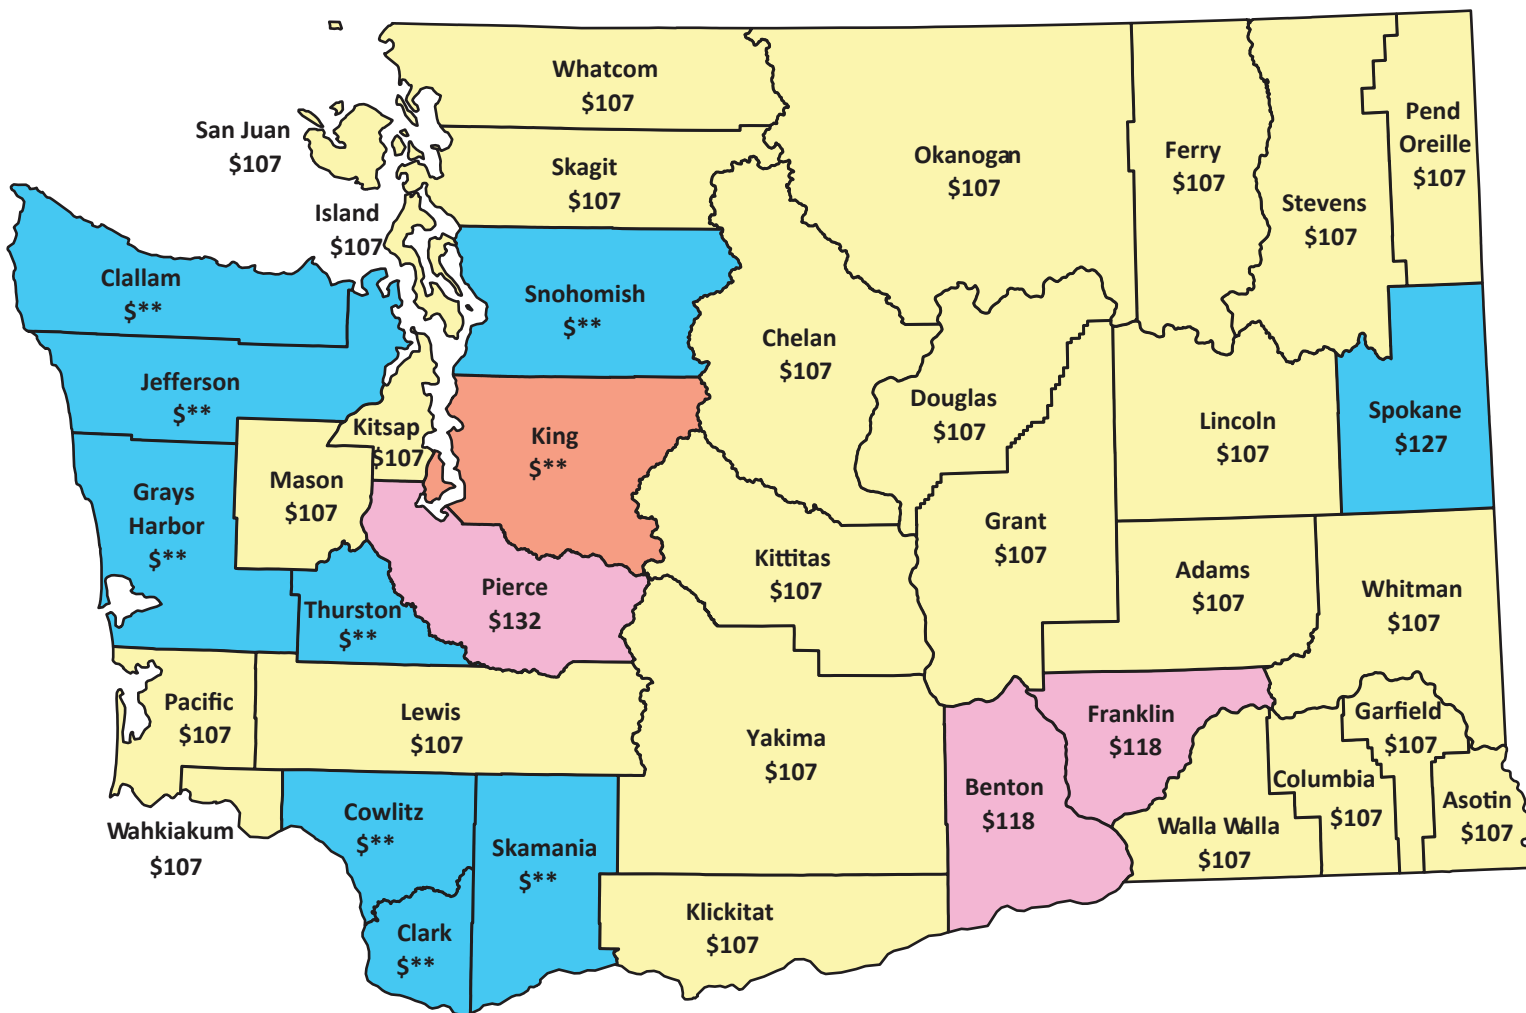 Whatcom
$107
San Juan
$107
Skagit
$107
Island
$107
Okanogan
$107
Ferry
$107
Stevens
$107
Pend
Oreille
$107
Clallam
$**
Snohomish
$**
Chelan
$107
Jefferson
$**
Kitsap
$107
King
$**
Douglas
$107
Lincoln
$107
Spokane
$127
Grays
Harbor
$**
Mason
$107
Kittitas
$107
Grant
$107
Adams
$107
Whitman
$107
Thurston
$**
Pierce
$132
Pacific
$107
Lewis
$107
Yakima
$107
Benton
$118
Franklin
$118
Garfield
$107
Columbia
$107
Asotin
$107
Walla Walla
$107
Wahkiakum
$107
Cowlitz
$**
Skamania
$**
Clark
$**
Klickitat
$107